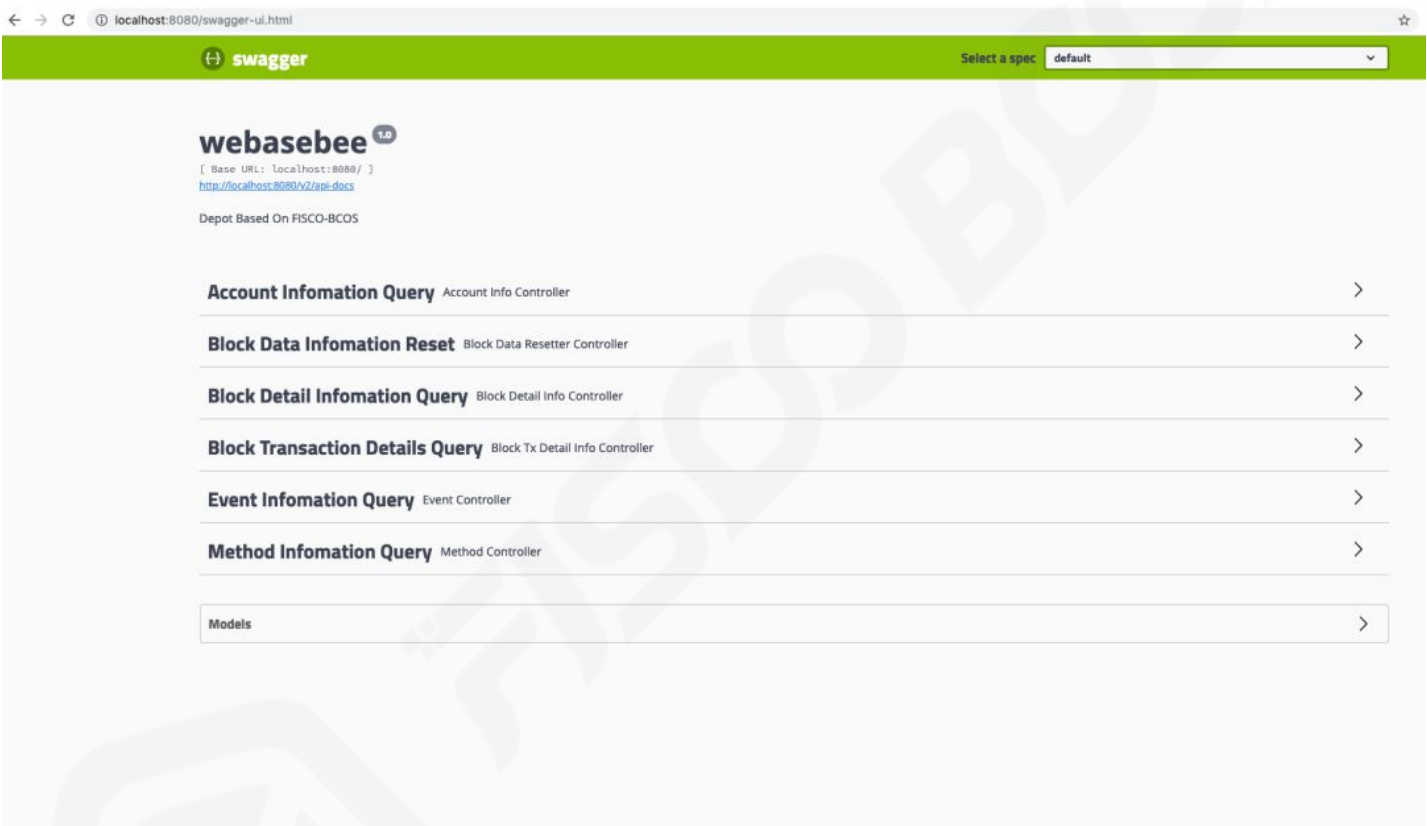 localhost:8080/swagger-ui.html
swagger
Select a spec default
webasebee 1.0
[ Base URL: localhost:8080/ ]
http://localhost:8080/v2/api-docs
Depot Based On FISCO-BCOS
Account Infomation Query Account Info Controller
Block Data Infomation Reset Block Data Resetter Controller
Block Detail Infomation Query Block Detail Info Controller
Block Transaction Details Query Block Tx Detail Info Controller
Event Infomation Query Event Controller
Method Infomation Query Method Controller
Models
FISCO BCOS